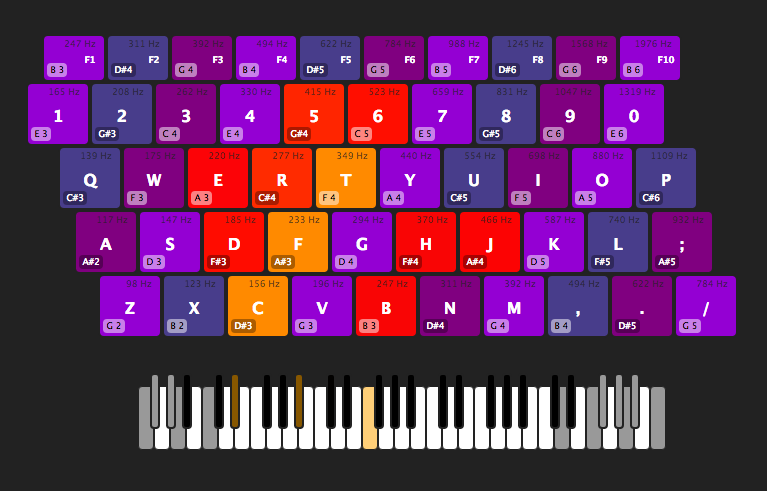 247 Hz 311 Hz 392 Hz 494 Hz 622 Hz 784 Hz 988 Hz 1245 Hz 1568 Hz 1976 Hz
F1 F2 F3 F4 F5 F6 F7 F8 F9 F10
B 3 D#4 G 4 B 4 D#5 G 5 B 5 D#6 G 6 B 6
165 Hz 208 Hz 262 Hz 330 Hz 415 Hz 523 Hz 659 Hz 831 Hz 1047 Hz 1319 Hz
1 2 3 4 5 6 7 8 9 0
E 3 G#3 C 4 E 4 G#4 C 5 E 5 G#5 C 6 E 6
139 Hz 175 Hz 220 Hz 277 Hz 349 Hz 440 Hz 554 Hz 698 Hz 880 Hz 1109 Hz
Q W E R T Y U I O P
C#3 F 3 A 3 C#4 F 4 A 4 C#5 F 5 A 5 C#6
117 Hz 147 Hz 185 Hz 233 Hz 294 Hz 370 Hz 466 Hz 587 Hz 740 Hz 932 Hz
A S D F G H J K L ;
A#2 D 3 F#3 A#3 D 4 F#4 A#4 D 5 F#5 A#5
98 Hz 123 Hz 156 Hz 196 Hz 247 Hz 311 Hz 392 Hz 494 Hz 622 Hz 784 Hz
Z X C V B N M , . /
G 2 B 2 D#3 G 3 B 3 D#4 G 4 B 4 D#5 G 5